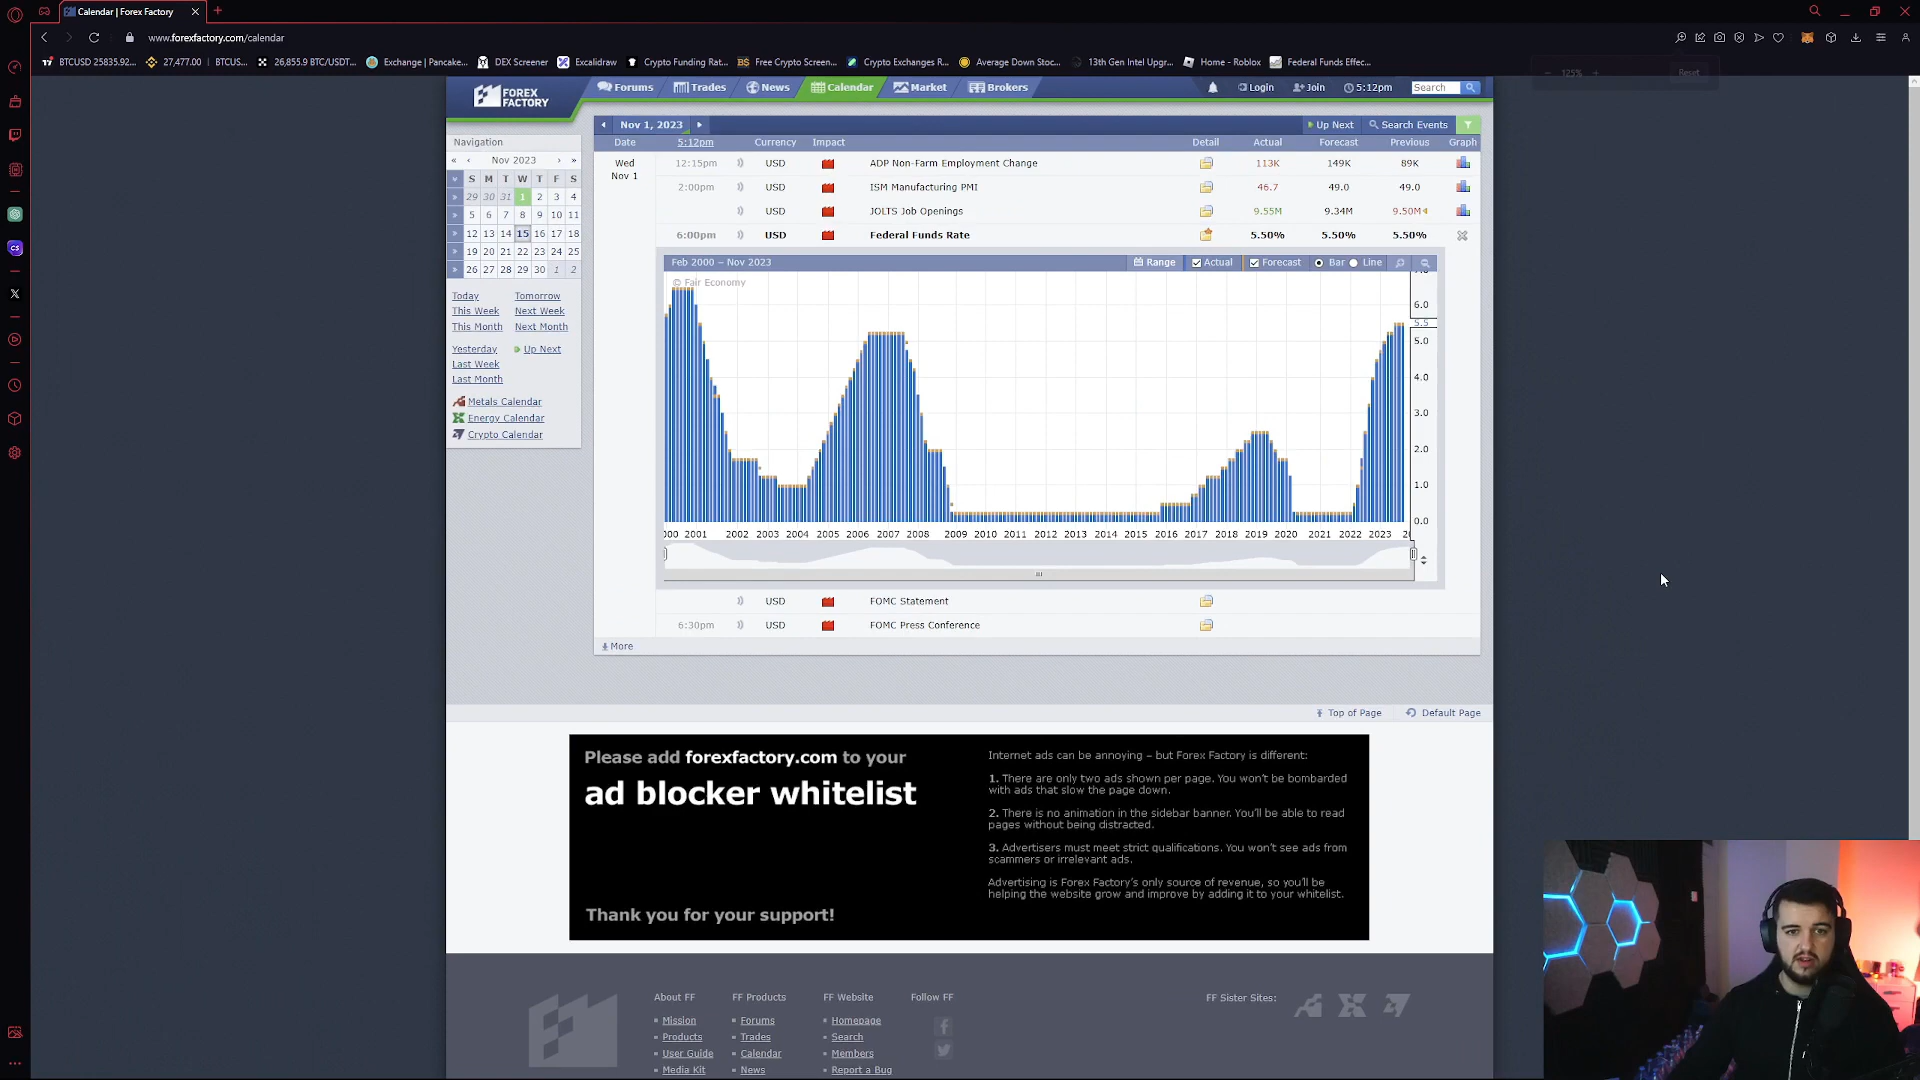 Calendar | Forex Factory
www.forexfactory.com/calendar
BTCUSD 25835.92...
27,477.00 | BTCUS...
26,855.9 BTC/USDT...
Exchange | Pancake...
DEX Screener
Excalidraw
Crypto Funding Rat...
Free Crypto Screen...
Crypto Exchanges R...
Average Down Stoc...
13th Gen Intel Upgr...
Home - Roblox
Federal Funds Effec...
125%
Reset
FOREX FACTORY
Forums Trades News Calendar Market Brokers
Login Join 5:12pm Search
Navigation
Nov 2023
S M T W T F S
29 30 31 1 2 3 4
5 6 7 8 9 10 11
12 13 14 15 16 17 18
19 20 21 22 23 24 25
26 27 28 29 30 1 2
Today Tomorrow
This Week Next Week
This Month Next Month
Yesterday Up Next
Last Week
Last Month
Metals Calendar
Energy Calendar
Crypto Calendar
Nov 1, 2023 Up Next Search Events
Date 5:12pm Currency Impact Detail Actual Forecast Previous Graph
Wed Nov 1 12:15pm USD ADP Non-Farm Employment Change 113K 149K 89K
2:00pm USD ISM Manufacturing PMI 46.7 49.0 49.0
USD JOLTS Job Openings 9.55M 9.34M 9.50M
6:00pm USD Federal Funds Rate 5.50% 5.50% 5.50%
Feb 2000 – Nov 2023 Range Actual Forecast Bar Line
© Fair Economy
6.0
5.5
5.0
4.0
3.0
2.0
1.0
0.0
2001 2002 2003 2004 2005 2006 2007 2008 2009 2010 2011 2012 2013 2014 2015 2016 2017 2018 2019 2020 2021 2022 2023
USD FOMC Statement
6:30pm USD FOMC Press Conference
More
Top of Page Default Page
Please add forexfactory.com to your
ad blocker whitelist
Thank you for your support!
Internet ads can be annoying – but Forex Factory is different:
1. There are only two ads shown per page. You won't be bombarded
with ads that slow the page down.
2. There is no animation in the sidebar banner. You'll be able to read
pages without being distracted.
3. Advertisers must meet strict qualifications. You won't see ads from
scammers or irrelevant ads.
Advertising is Forex Factory's only source of revenue, so you'll be
helping the website grow and improve by adding it to your whitelist.
About FF FF Products FF Website Follow FF FF Sister Sites:
Mission Forums Homepage
Products Trades Search
User Guide Calendar Members
Media Kit News Report a Bug